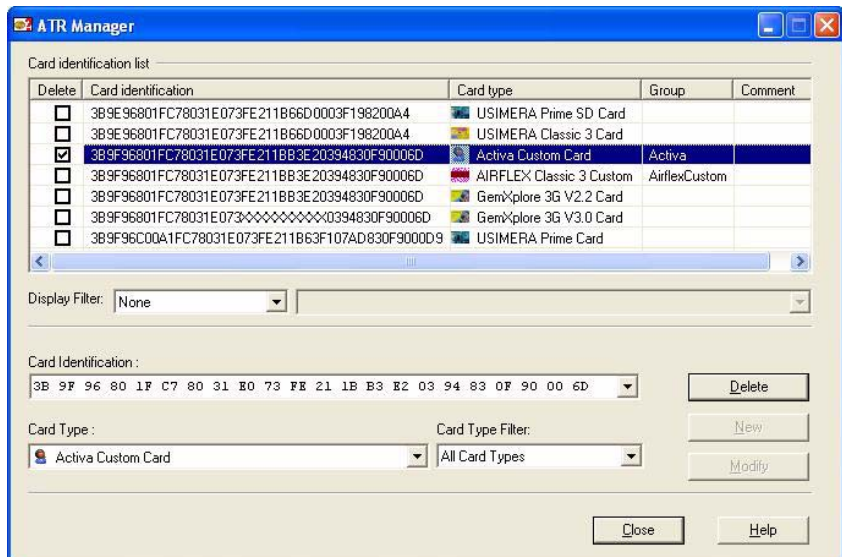 ATR Manager
Card identification list
Delete Card identification Card type Group Comment
3B9E96801FC78031E073FE211B66D0003F198200A4 USIMERA Prime SD Card
3B9E96801FC78031E073FE211B66D0003F198200A4 USIMERA Classic 3 Card
3B9F96801FC78031E073FE211BB3E20394830F90006D Activa Custom Card Activa
3B9F96801FC78031E073FE211BB3E20394830F90006D AIRFLEX Classic 3 Custom AirflexCustom
3B9F96801FC78031E073FE211BB3E20394830F90006D GemXplore 3G V2.2 Card
3B9F96801FC78031E073XXXXXXXXXX0394830F90006D GemXplore 3G V3.0 Card
3B9F96C00A1FC78031E073FE211B63F107AD830F9000D9 USIMERA Prime Card
Display Filter: None
Card Identification :
3B 9F 96 80 1F C7 80 31 E0 73 FE 21 1B B3 E2 03 94 83 0F 90 00 6D
Delete
Card Type : Card Type Filter:
New
Activa Custom Card All Card Types
Modify
Close Help